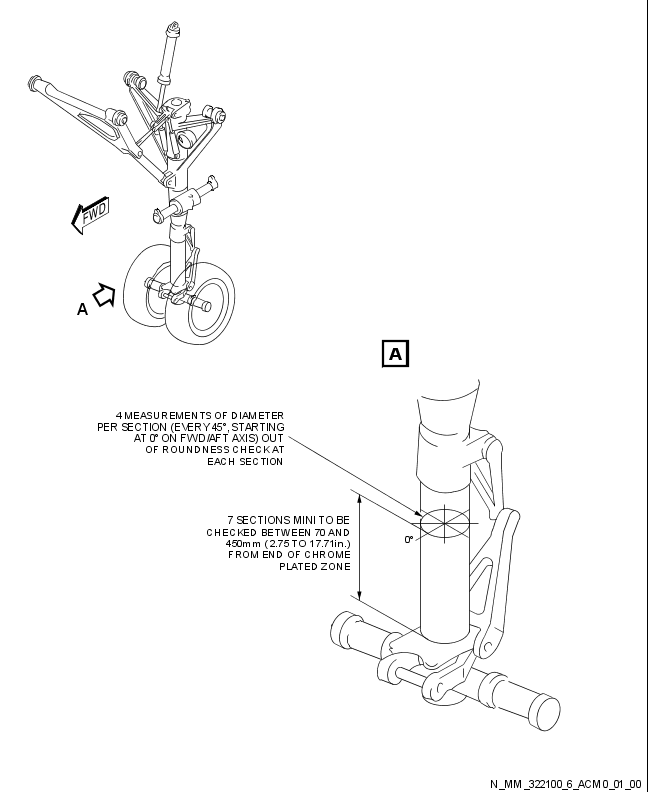 FWD
A
A
4 MEASUREMENTS OF DIAMETER
PER SECTION (EVERY 45°, STARTING
AT 0° ON FWD/AFT AXIS) OUT
OF ROUNDNESS CHECK AT
EACH SECTION
7 SECTIONS MINI TO BE
CHECKED BETWEEN 70 AND
450mm (2.75 TO 17.71in.)
FROM END OF CHROME
PLATED ZONE
0°
N_MM_322100_6_ACM0_01_00